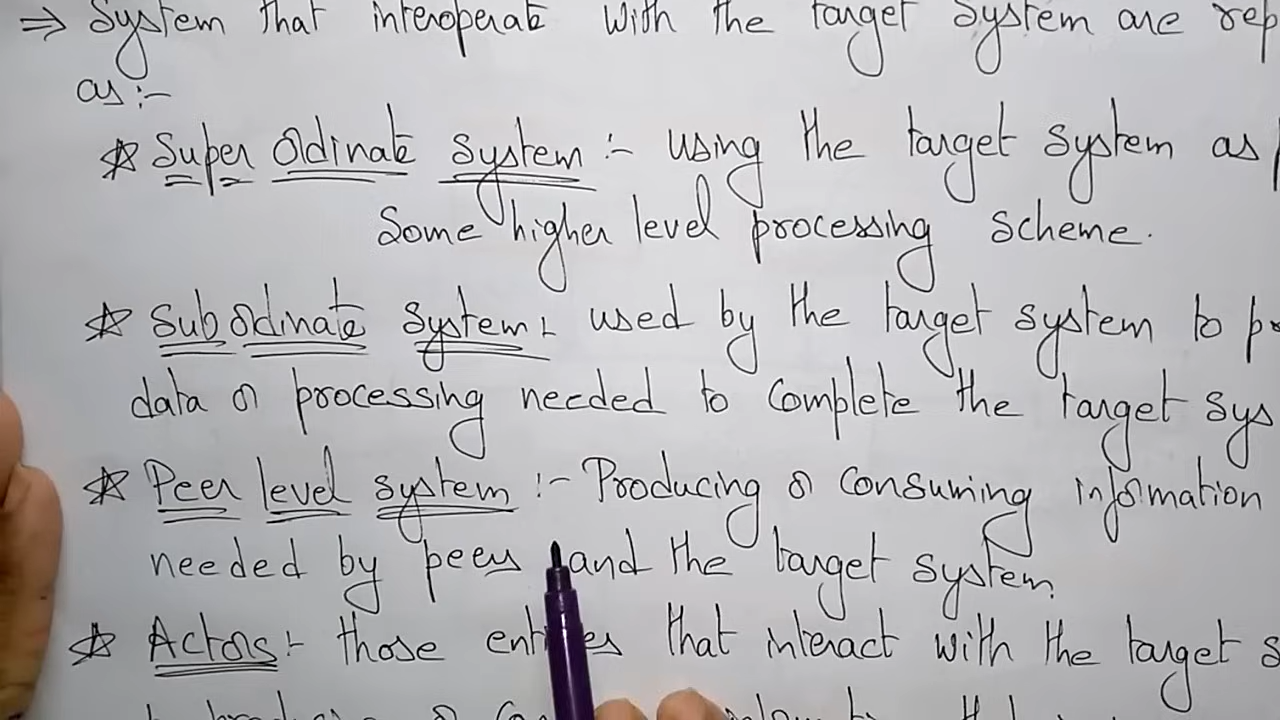 ⇒ System that interoperate with the target system are rep
as :-
☆ Super Ordinate system :- using the target system as p
Some higher level processing Scheme.
☆ Subordinate system :- used by the target system to p
data or processing needed to complete the target sys
☆ Peer level system :- Producing or consuming information
needed by peers and the target system.
☆ Actors :- those entities that interact with the target s